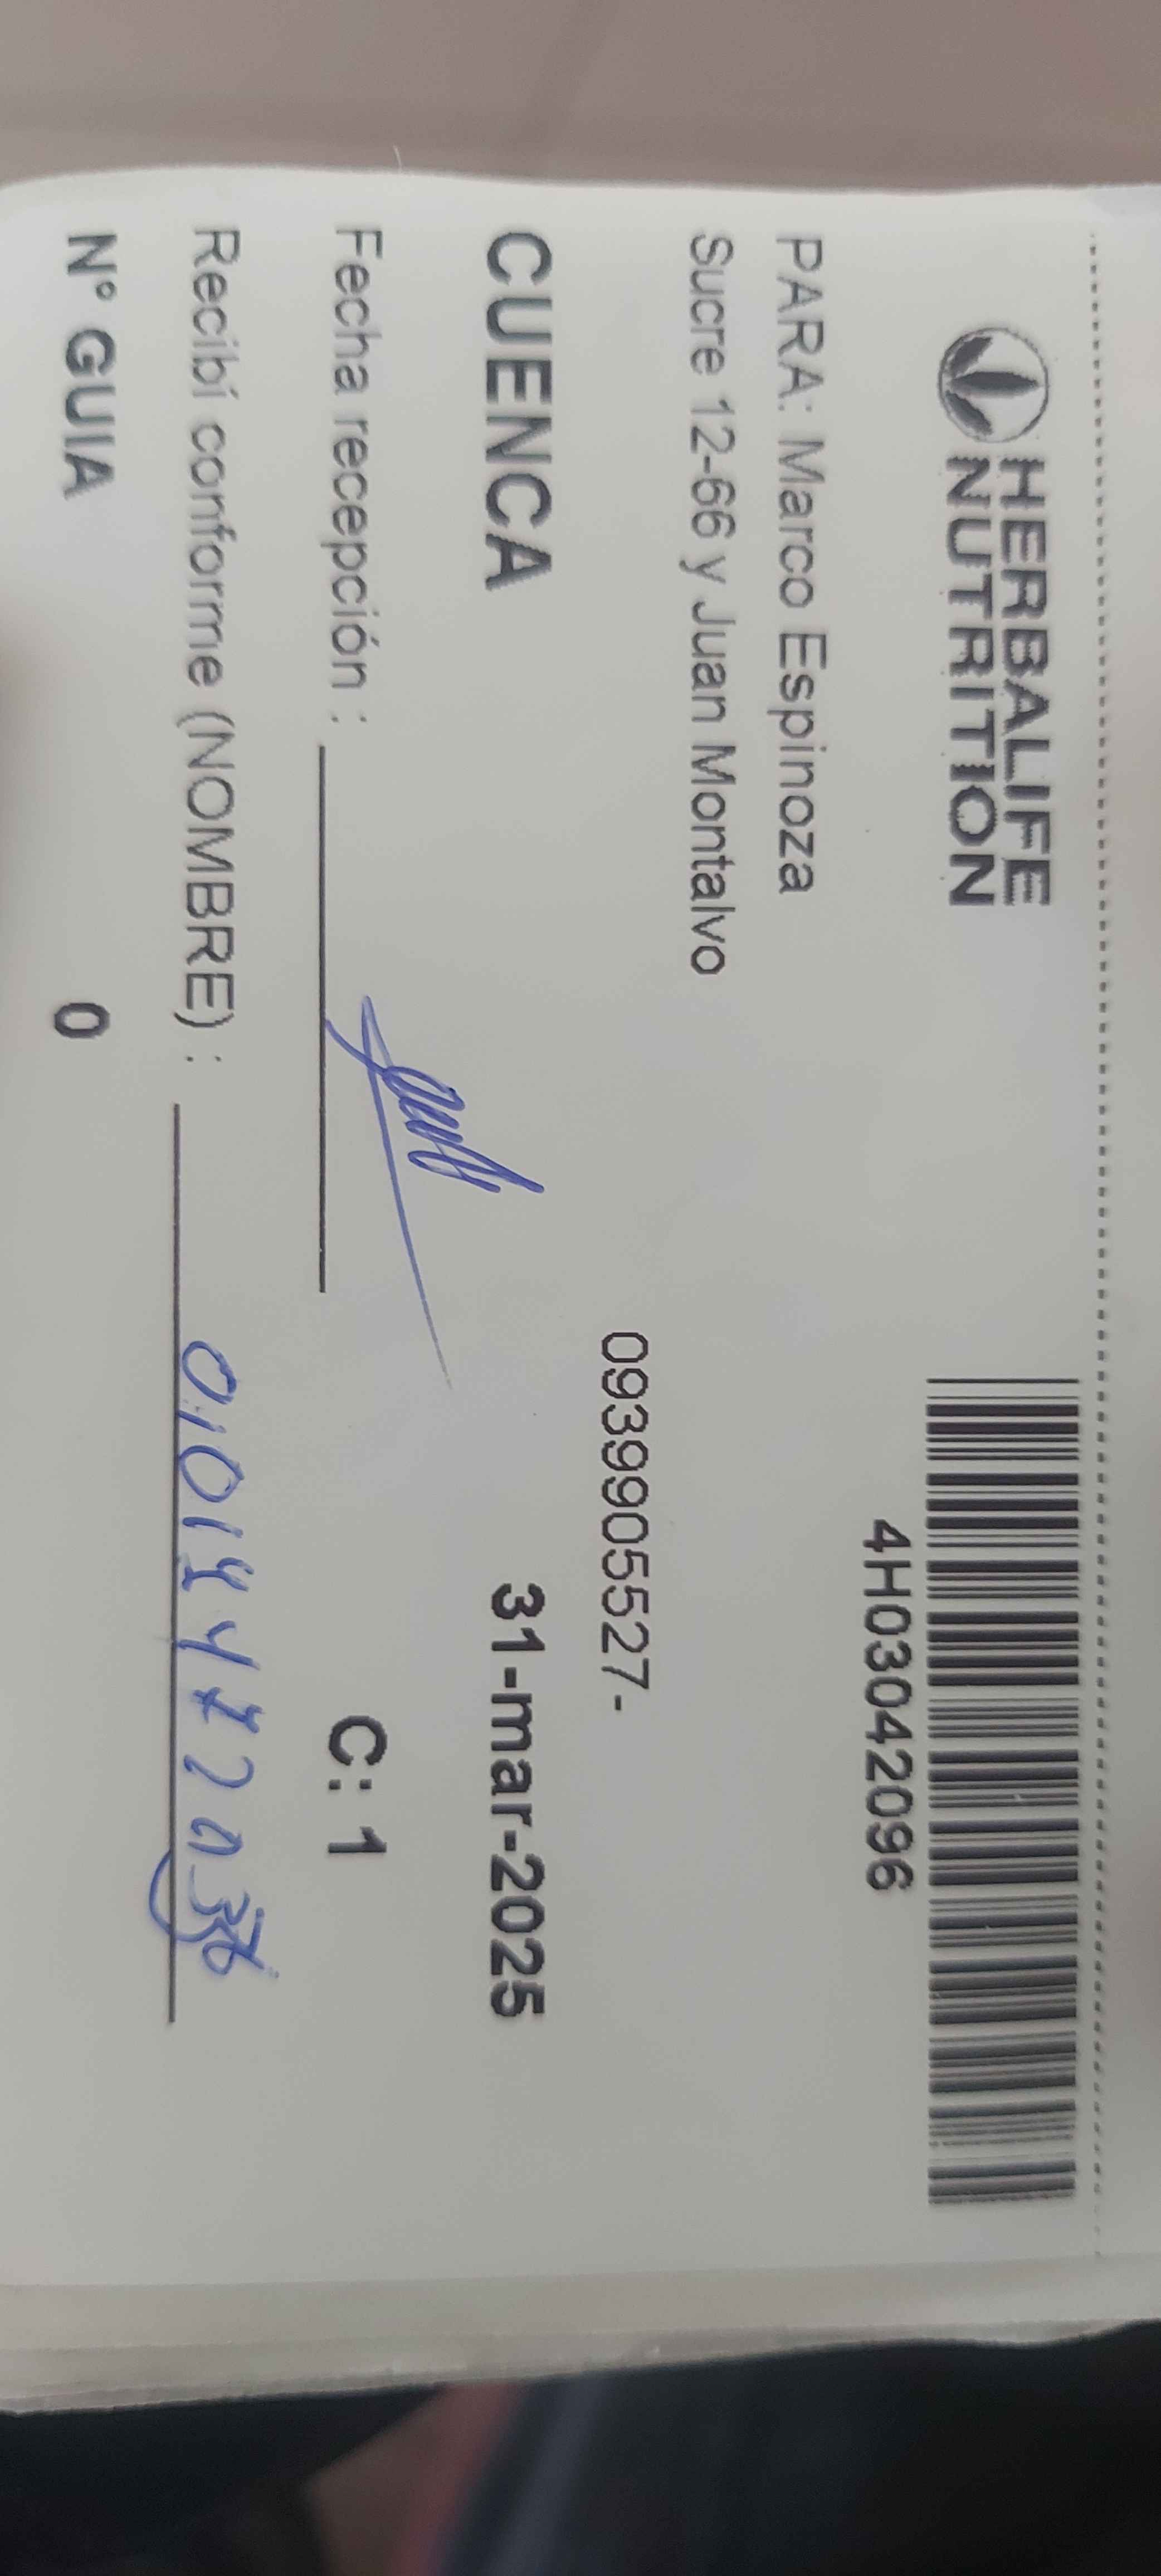 HERBALIFE
NUTRITION
4H03042096
PARA: Marco Espinoza
Sucre 12-66 y Juan Montalvo
0939905527-
CUENCA 31-mar-2025
Fecha recepción : C: 1
Recibí conforme (NOMBRE) :
N° GUIA 0